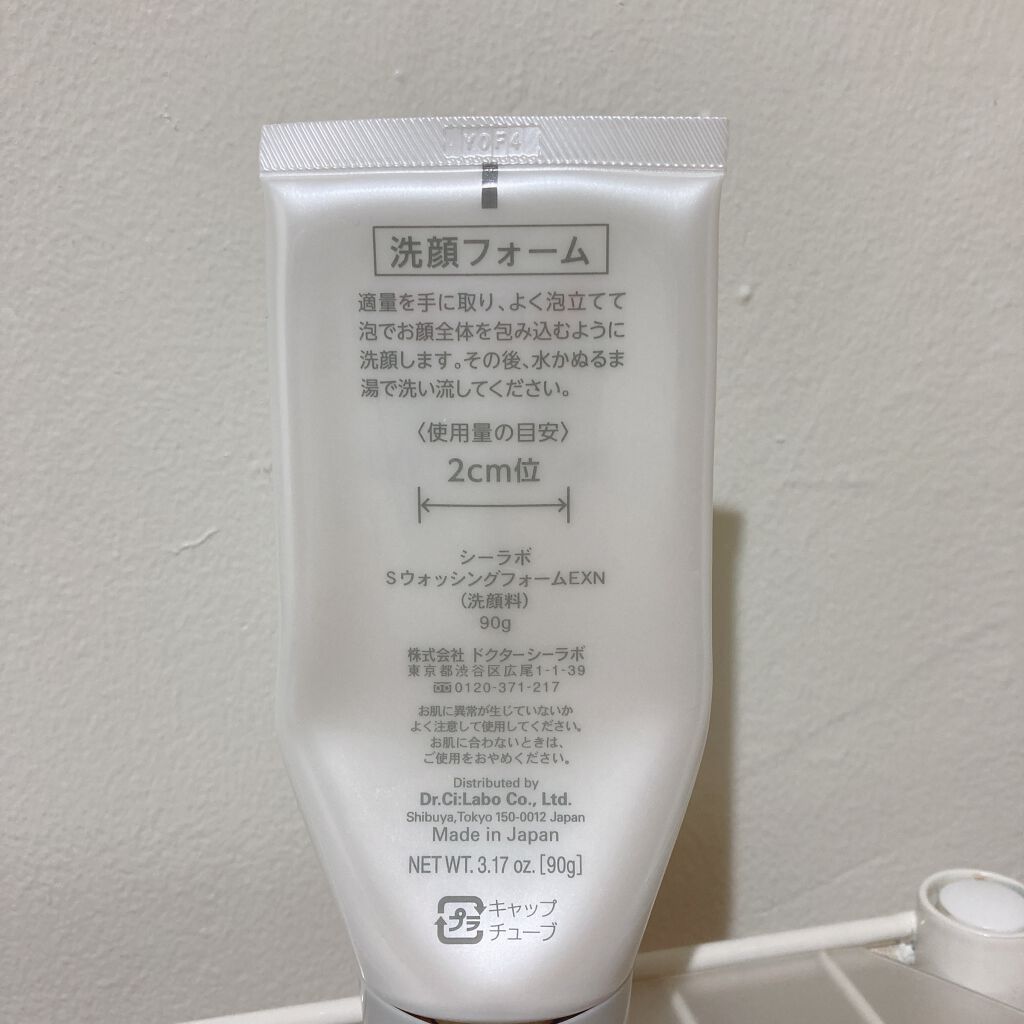 YOF4
洗顔フォーム
適量を手に取り、よく泡立てて
泡でお顔全体を包み込むように
洗顔します。その後、水かぬるま
湯で洗い流してください。
〈使用量の目安〉
2cm位
シーラボ
SウォッシングフォームEXN
(洗顔料)
90g
株式会社 ドクターシーラボ
東京都渋谷区広尾1-1-39
0120-371-217
お肌に異常が生じていないか
よく注意して使用してください。
お肌に合わないときは、
ご使用をおやめください。
Distributed by
Dr.Ci:Labo Co., Ltd.
Shibuya,Tokyo 150-0012 Japan
Made in Japan
NET WT. 3.17 oz. [90g]
プラ キャップ
チューブ